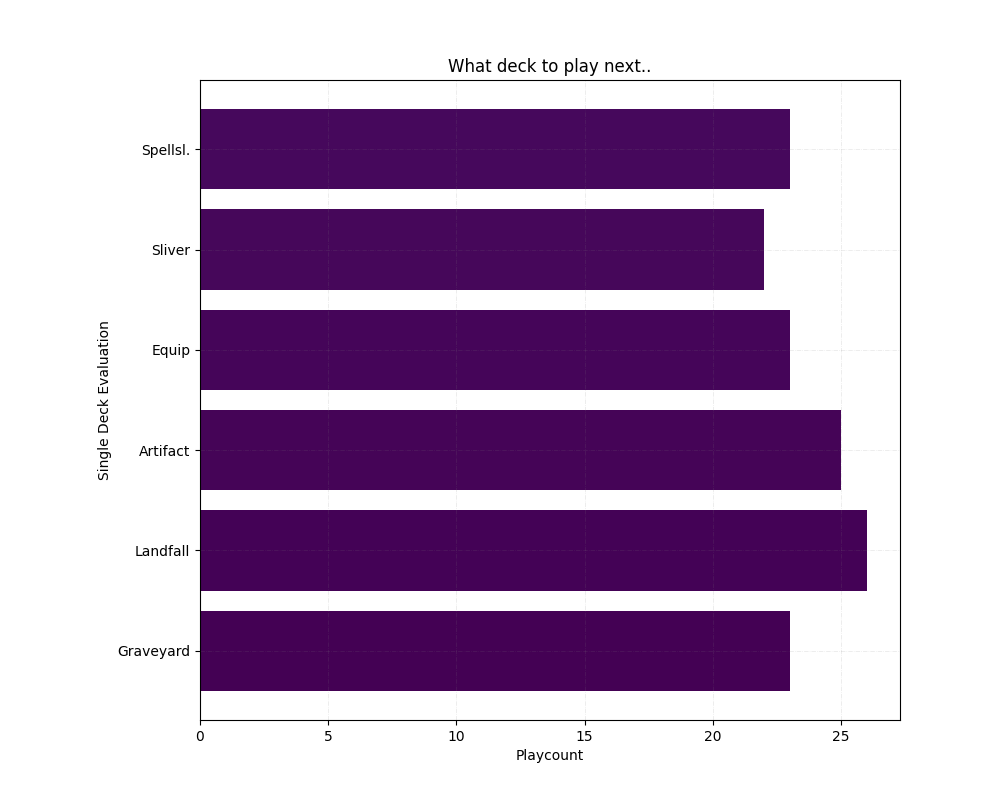 What deck to play next..
Single Deck Evaluation
Spellsl.
Sliver
Equip
Artifact
Landfall
Graveyard
0 5 10 15 20 25
Playcount